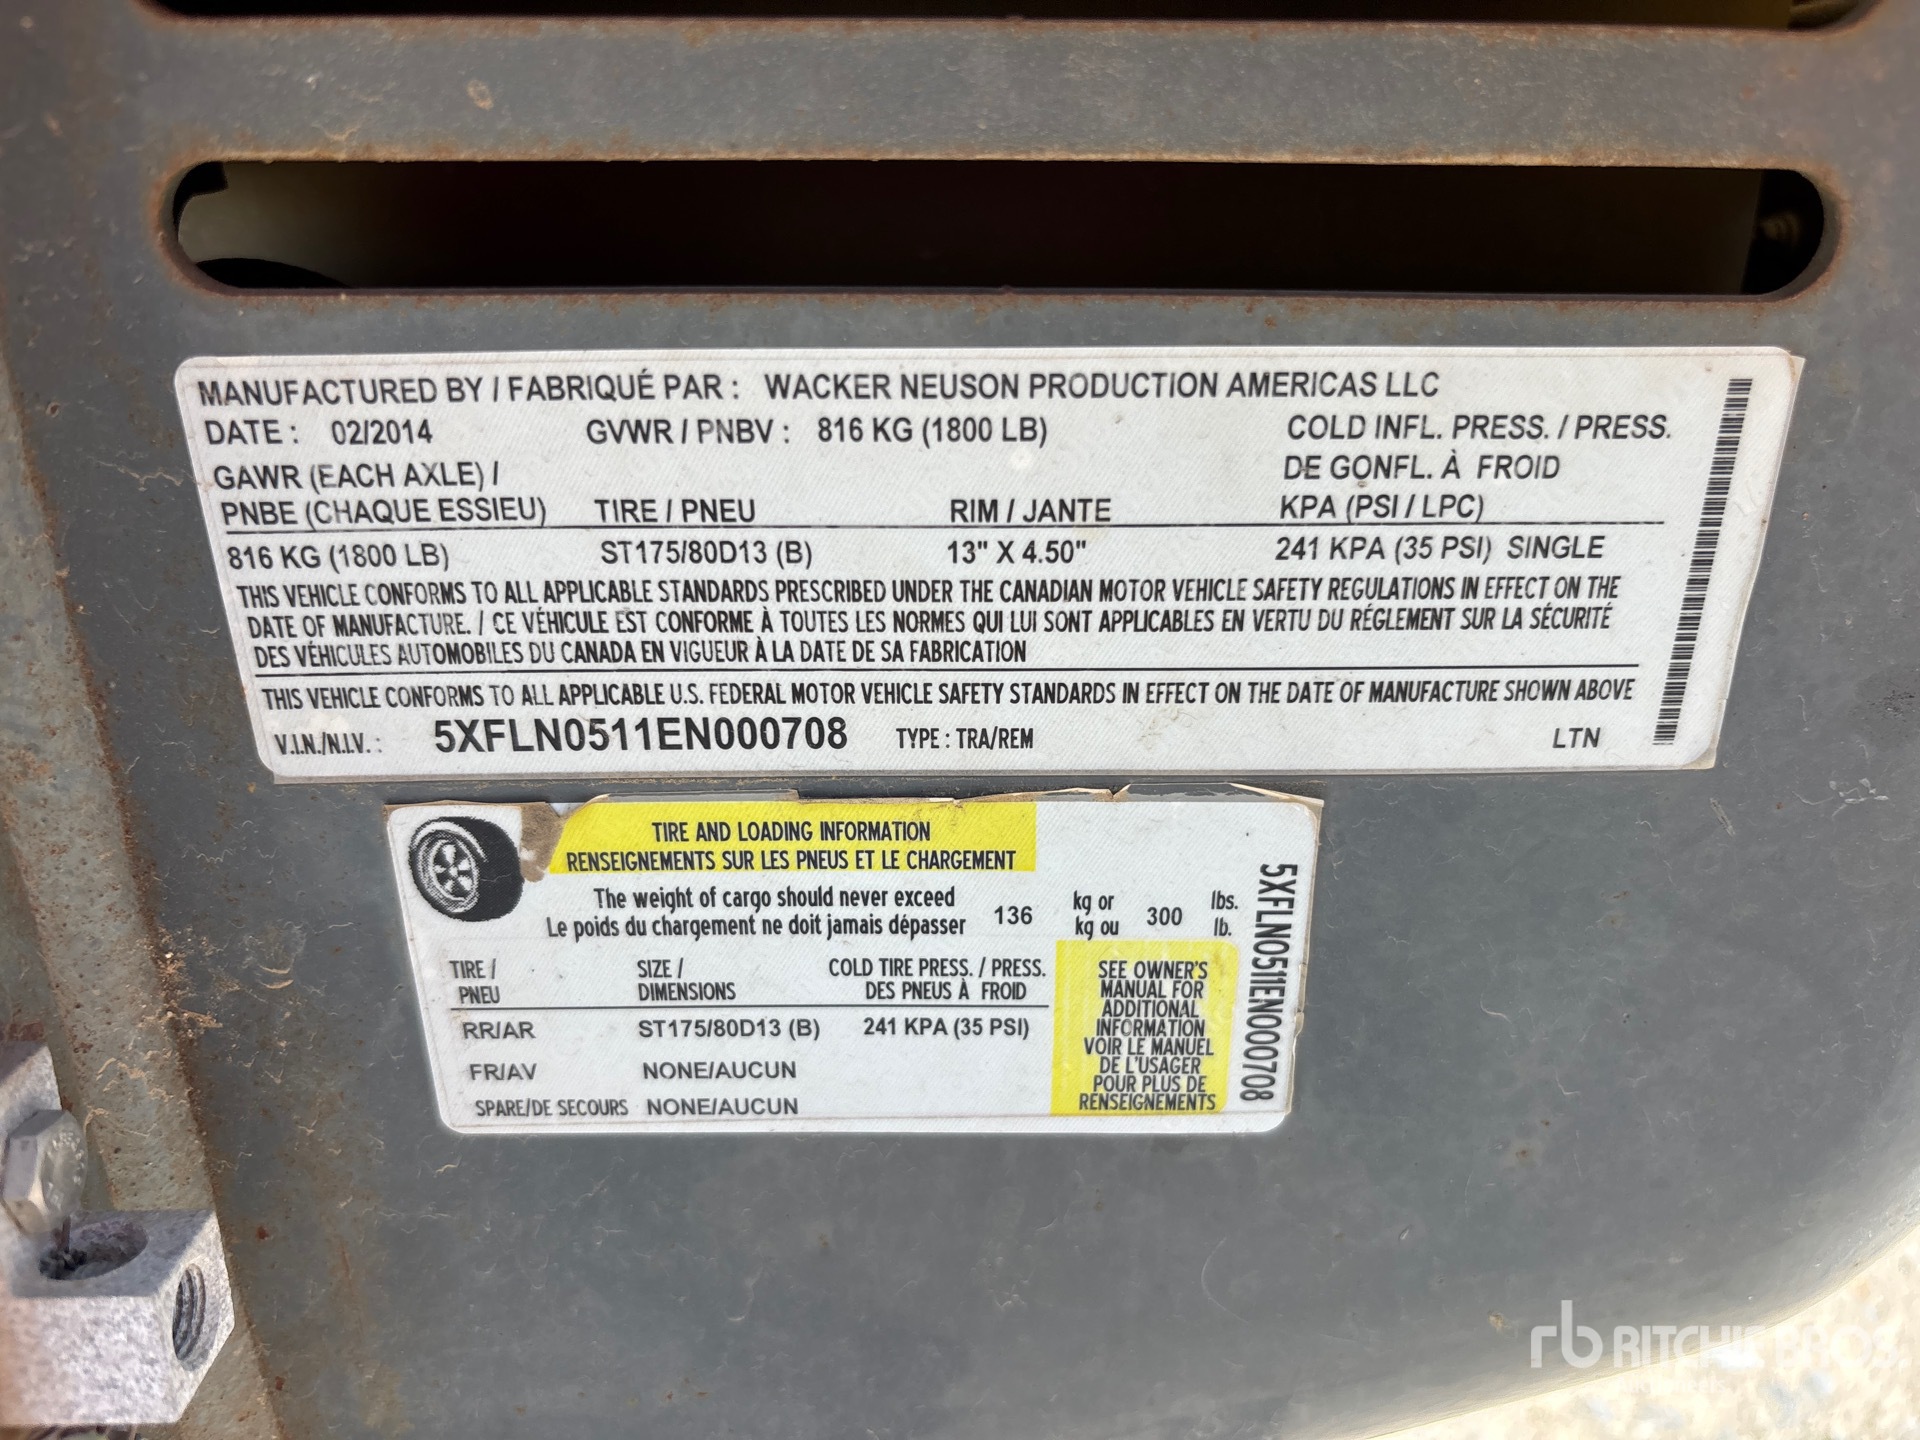 MANUFACTURED BY / FABRIQUÉ PAR : WACKER NEUSON PRODUCTION AMERICAS LLC
DATE : 02/2014 GVWR / PNBV : 816 KG (1800 LB) COLD INFL. PRESS. / PRESS.
GAWR (EACH AXLE) / DE GONFL. À FROID
PNBE (CHAQUE ESSIEU) TIRE / PNEU RIM / JANTE KPA (PSI / LPC)
816 KG (1800 LB) ST175/80D13 (B) 13" X 4.50" 241 KPA (35 PSI) SINGLE
THIS VEHICLE CONFORMS TO ALL APPLICABLE STANDARDS PRESCRIBED UNDER THE CANADIAN MOTOR VEHICLE SAFETY REGULATIONS IN EFFECT ON THE
DATE OF MANUFACTURE. / CE VÉHICULE EST CONFORME À TOUTES LES NORMES QUI LUI SONT APPLICABLES EN VERTU DU RÉGLEMENT SUR LA SÉCURITÉ
DES VÉHICULES AUTOMOBILES DU CANADA EN VIGUEUR À LA DATE DE SA FABRICATION
THIS VEHICLE CONFORMS TO ALL APPLICABLE U.S. FEDERAL MOTOR VEHICLE SAFETY STANDARDS IN EFFECT ON THE DATE OF MANUFACTURE SHOWN ABOVE
V.I.N./N.I.V. : 5XFLN0511EN000708 TYPE : TRA/REM LTN
TIRE AND LOADING INFORMATION
RENSEIGNEMENTS SUR LES PNEUS ET LE CHARGEMENT
The weight of cargo should never exceed
Le poids du chargement ne doit jamais dépasser
136
kg or
kg ou
300
lbs.
lb.
TIRE / SIZE / COLD TIRE PRESS. / PRESS.
PNEU DIMENSIONS DES PNEUS À FROID
RR/AR ST175/80D13 (B) 241 KPA (35 PSI)
FR/AV NONE/AUCUN
SPARE/DE SECOURS NONE/AUCUN
SEE OWNER'S
MANUAL FOR
ADDITIONAL
INFORMATION
VOIR LE MANUEL
DE L'USAGER
POUR PLUS DE
RENSEIGNEMENTS
5XFLN0511EN000708
rb RITCHIE BROS.